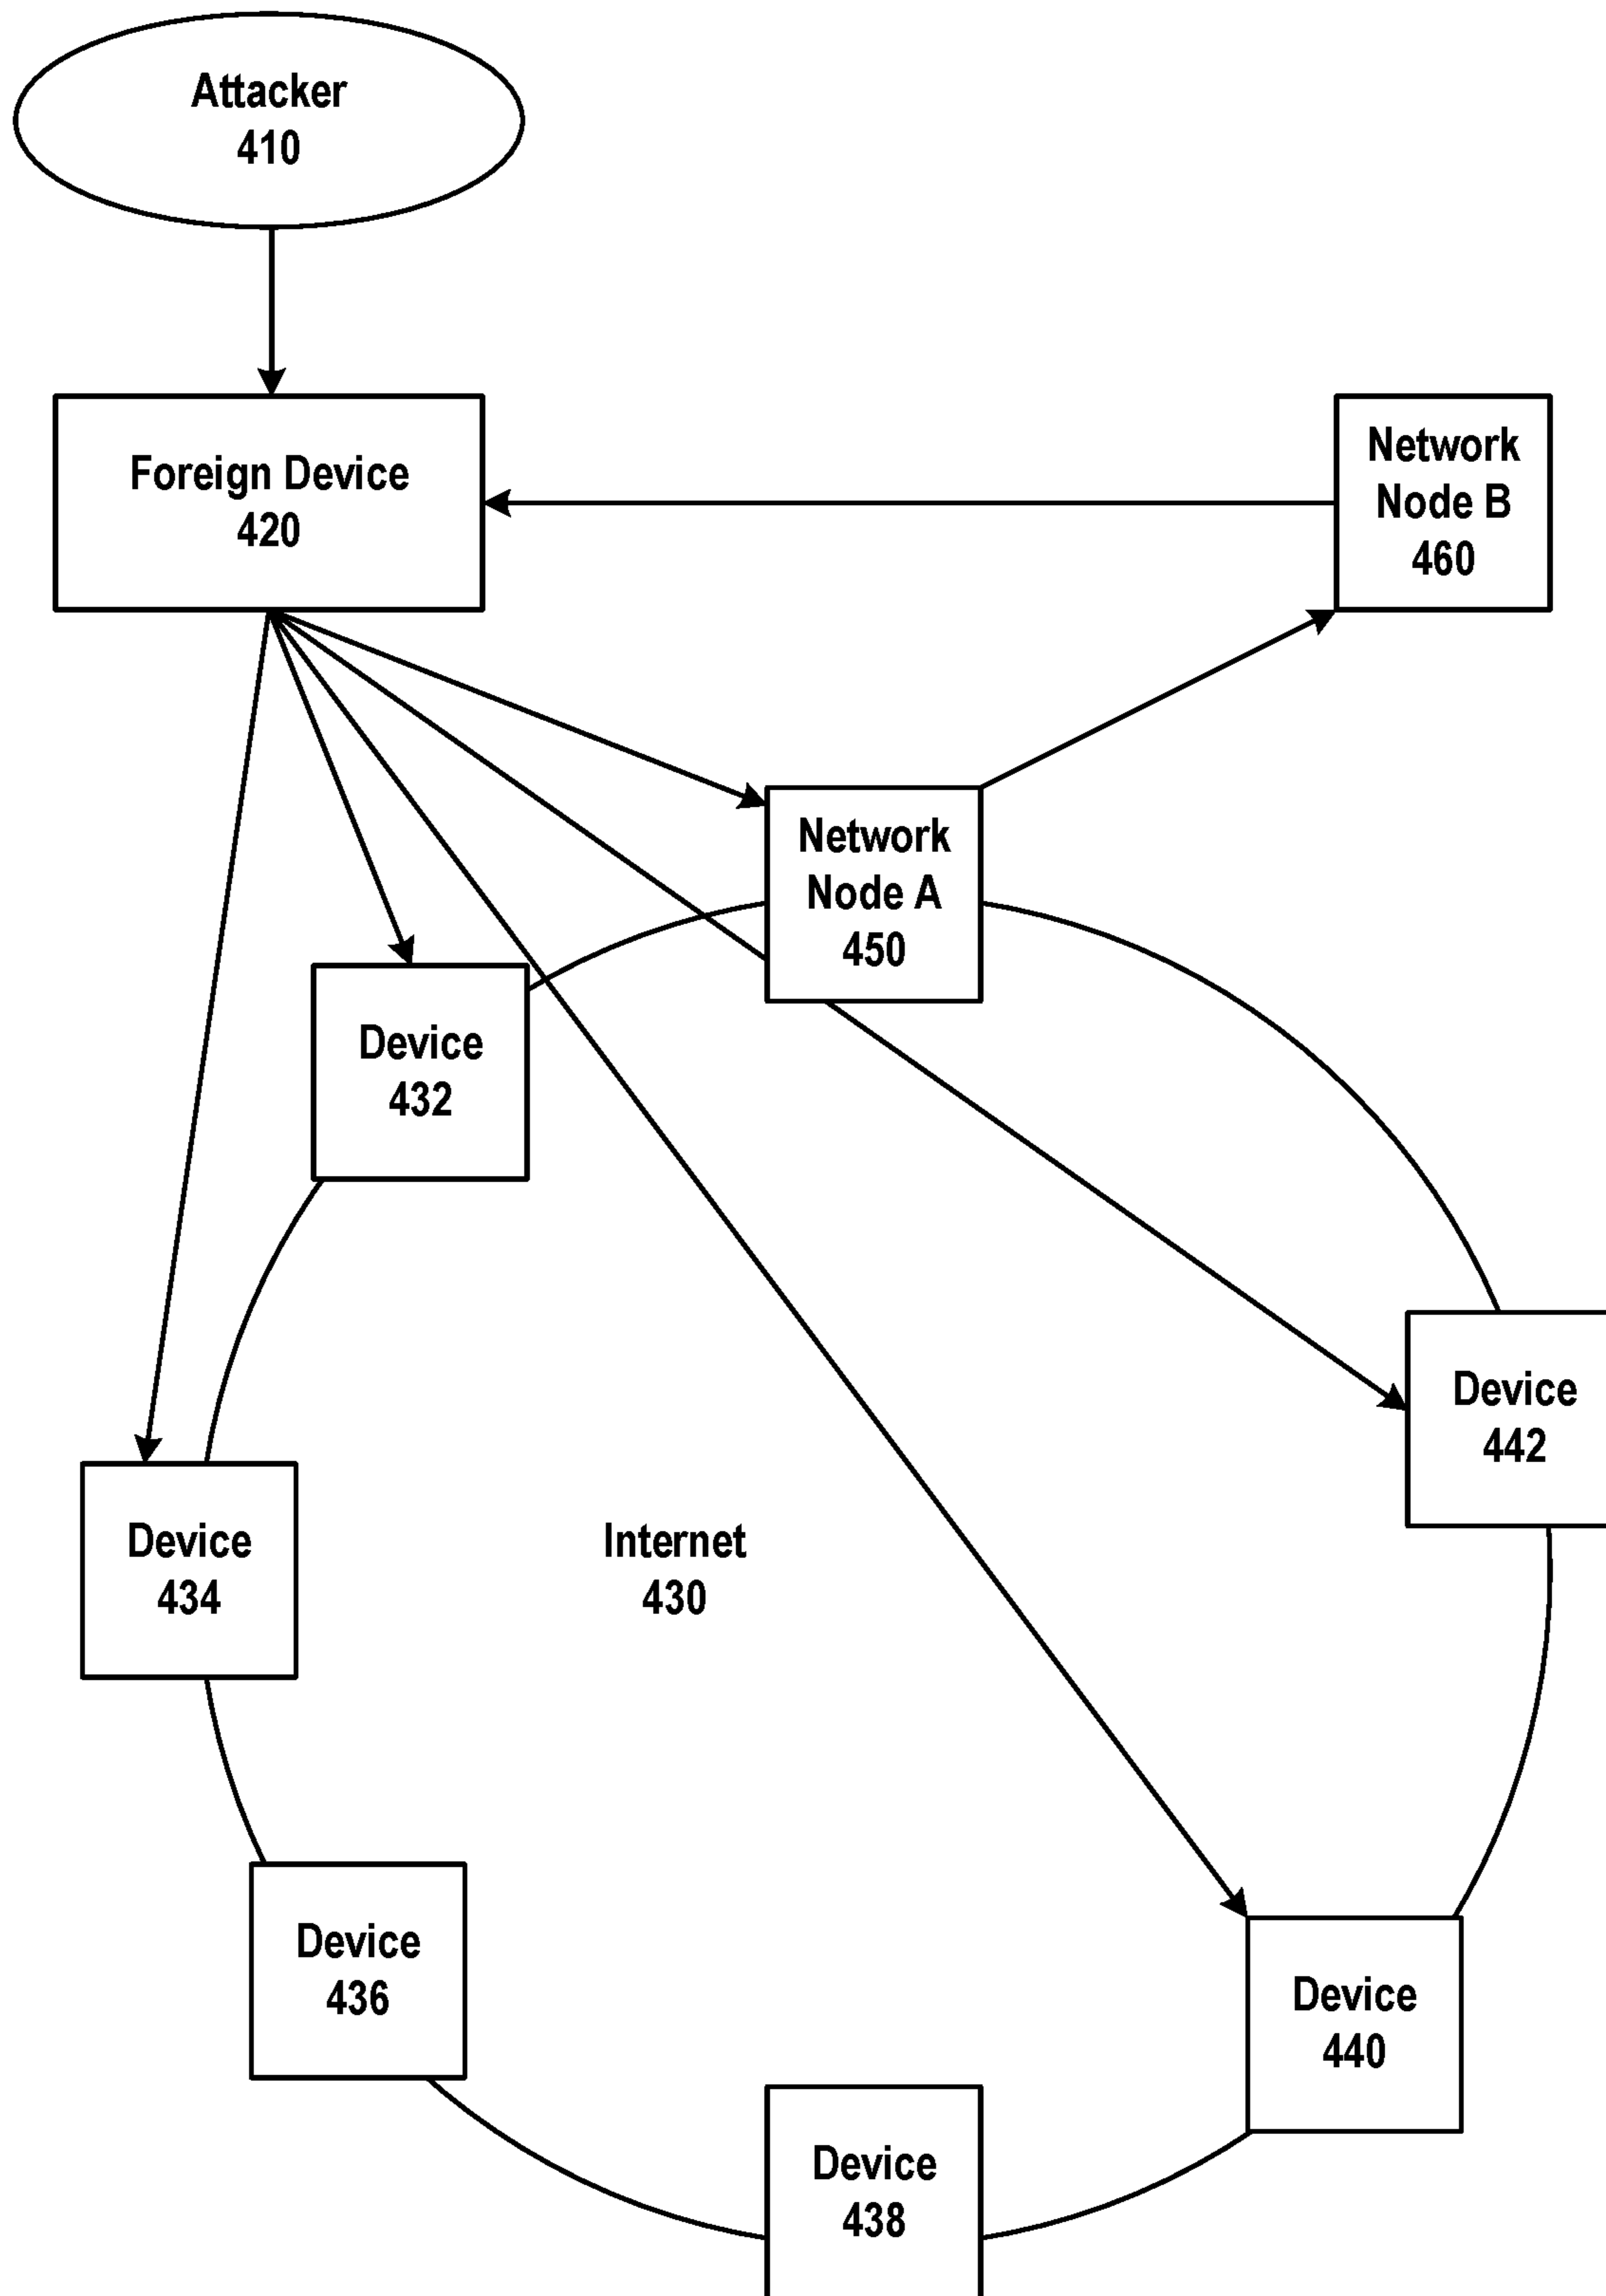 Attacker
410
Foreign Device
420
Network
Node B
460
Network
Node A
450
Device
432
Device
442
Device
434
Internet
430
Device
436
Device
440
Device
438